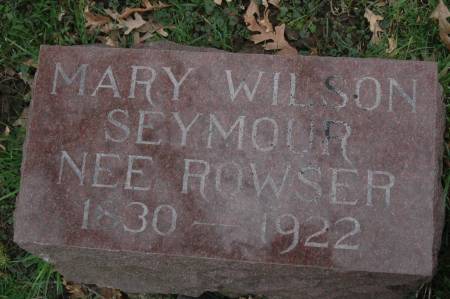 MARY WILSON
SEYMOUR
NEE ROWSER
1830 — 1922